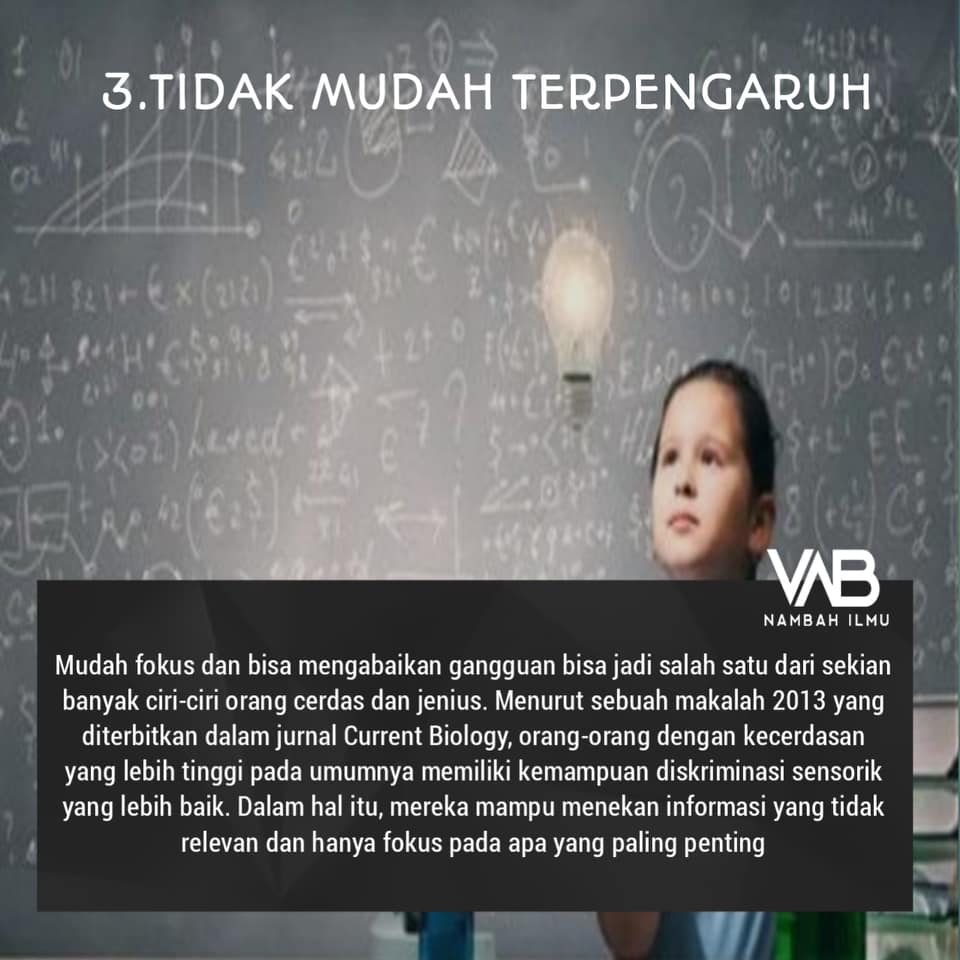 3.TIDAK MUDAH TERPENGARUH
VAB
NAMBAH ILMU
Mudah fokus dan bisa mengabaikan gangguan bisa jadi salah satu dari sekian
banyak ciri-ciri orang cerdas dan jenius. Menurut sebuah makalah 2013 yang
diterbitkan dalam jurnal Current Biology, orang-orang dengan kecerdasan
yang lebih tinggi pada umumnya memiliki kemampuan diskriminasi sensorik
yang lebih baik. Dalam hal itu, mereka mampu menekan informasi yang tidak
relevan dan hanya fokus pada apa yang paling penting